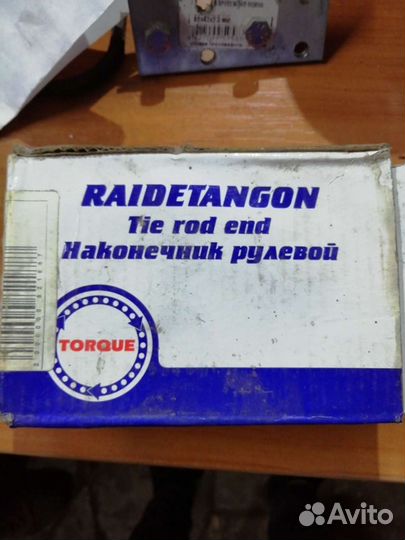 RAIDETANGON
Tie rod end
Наконечник рулевой
TORQUE
Avito